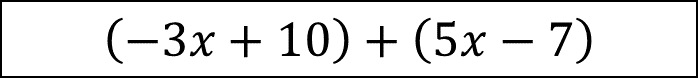 (−3x + 10) + (5x − 7)